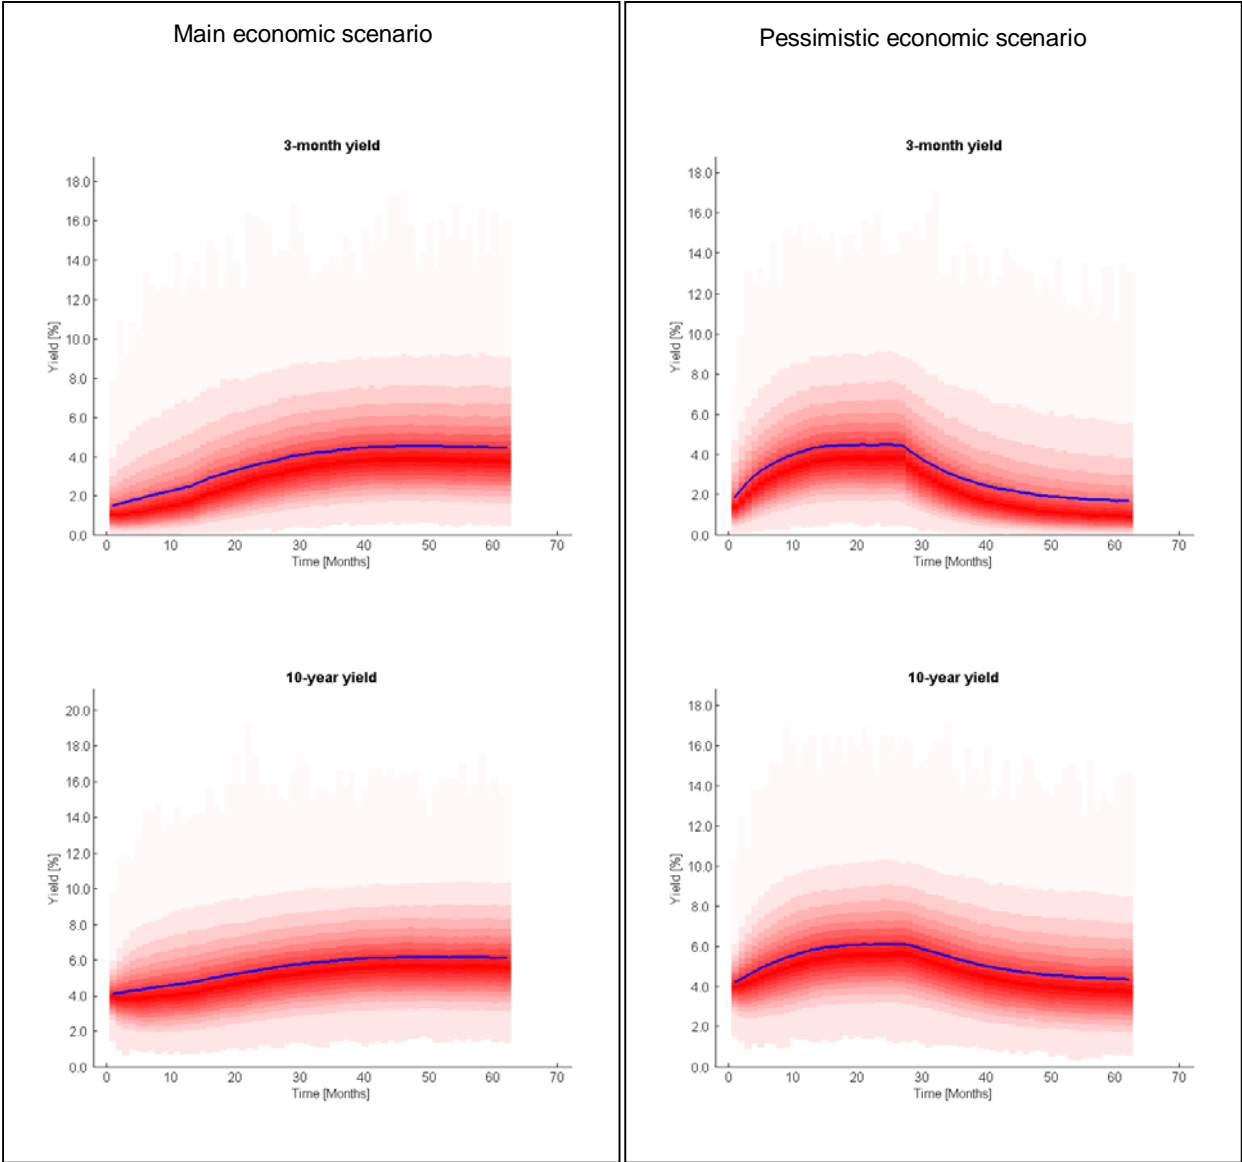 Main economic scenario
Pessimistic economic scenario
3-month yield
18.0
16.0
14.0
12.0
10.0
8.0
6.0
4.0
2.0
0.0
Yield [%]
0 10 20 30 40 50 60 70
Time [Months]
3-month yield
18.0
16.0
14.0
12.0
10.0
8.0
6.0
4.0
2.0
0.0
Yield [%]
0 10 20 30 40 50 60 70
Time [Months]
10-year yield
20.0
18.0
16.0
14.0
12.0
10.0
8.0
6.0
4.0
2.0
0.0
Yield [%]
0 10 20 30 40 50 60 70
Time [Months]
10-year yield
18.0
16.0
14.0
12.0
10.0
8.0
6.0
4.0
2.0
0.0
Yield [%]
0 10 20 30 40 50 60 70
Time [Months]